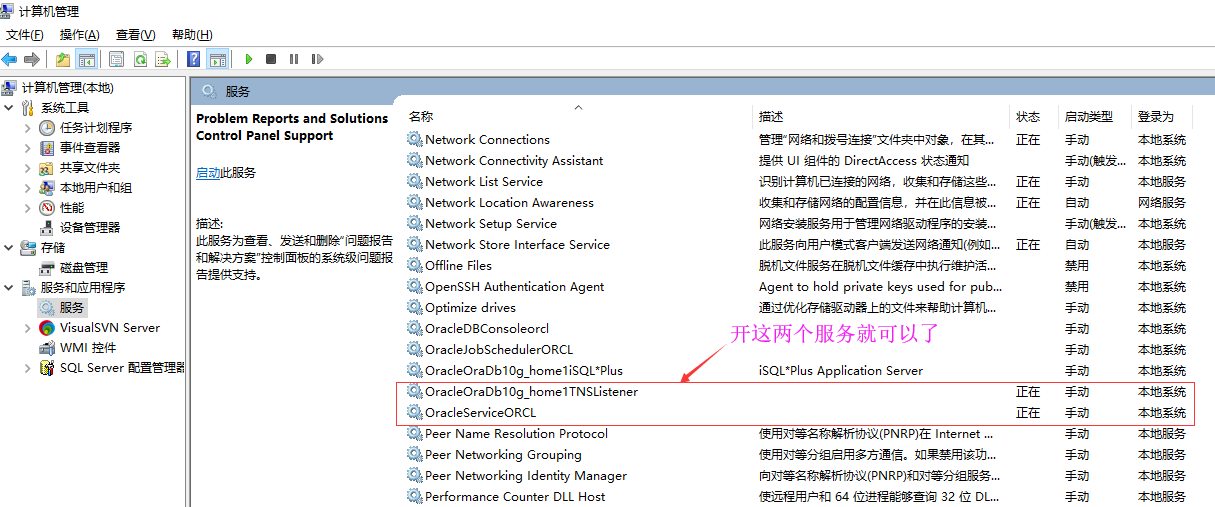 计算机管理
文件(F) 操作(A) 查看(V) 帮助(H)
计算机管理(本地)
系统工具
任务计划程序
事件查看器
共享文件夹
本地用户和组
性能
设备管理器
存储
磁盘管理
服务和应用程序
服务
VisualSVN Server
WMI 控件
SQL Server 配置管理器
服务
Problem Reports and Solutions
Control Panel Support
启动此服务
描述:
此服务为查看、发送和删除“问题报告
和解决方案”控制面板的系统级问题报
告提供支持。
名称 描述 状态 启动类型 登录为
Network Connections 管理“网络和拨号连接”文件夹中对象，在其... 正在 手动 本地系统
Network Connectivity Assistant 提供 UI 组件的 DirectAccess 状态通知 手动(触发... 本地系统
Network List Service 识别计算机已连接的网络，收集和存储这些... 正在 手动 本地服务
Network Location Awareness 收集和存储网络的配置信息，并在此信息被... 正在 自动 网络服务
Network Setup Service 网络安装服务用于管理网络驱动程序的安装... 手动(触发... 本地系统
Network Store Interface Service 此服务向用户模式客户端发送网络通知(例如... 正在 自动 本地服务
Offline Files 脱机文件服务在脱机文件缓存中执行维护活... 禁用 本地系统
OpenSSH Authentication Agent Agent to hold private keys used for pub... 禁用 本地系统
Optimize drives 通过优化存储驱动器上的文件来帮助计算机... 手动 本地系统
OracleDBConsoleorcl 手动 本地系统
开这两个服务就可以了
OracleJobSchedulerORCL 手动 本地系统
OracleOraDb10g_home1iSQL*Plus iSQL*Plus Application Server 手动 本地系统
OracleOraDb10g_home1TNSListener 正在 手动 本地系统
OracleServiceORCL 正在 手动 本地系统
Peer Name Resolution Protocol 使用对等名称解析协议(PNRP)在 Internet ... 手动 本地服务
Peer Networking Grouping 使用对等分组启用多方通信。如果禁用该功... 手动 本地服务
Peer Networking Identity Manager 向对等名称解析协议(PNRP)和对等分组服务... 手动 本地服务
Performance Counter DLL Host 使远程用户和 64 位进程能够查询 32 位 DL... 手动 本地服务